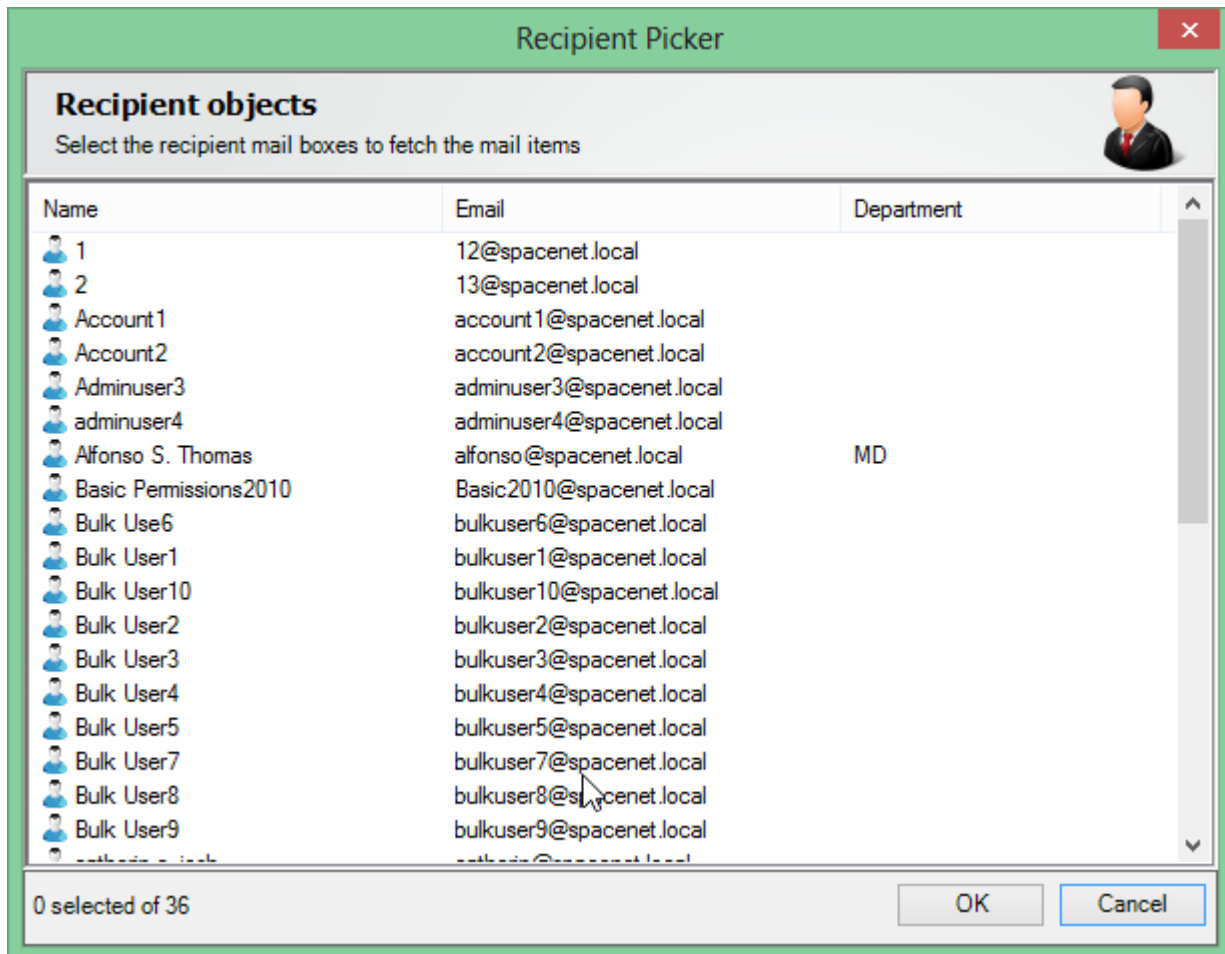 Recipient Picker
Recipient objects
Select the recipient mail boxes to fetch the mail items
Name Email Department
1 12@spacenet.local
2 13@spacenet.local
Account1 account1@spacenet.local
Account2 account2@spacenet.local
Adminuser3 adminuser3@spacenet.local
adminuser4 adminuser4@spacenet.local
Alfonso S. Thomas alfonso@spacenet.local MD
Basic Permissions2010 Basic2010@spacenet.local
Bulk Use6 bulkuser6@spacenet.local
Bulk User1 bulkuser1@spacenet.local
Bulk User10 bulkuser10@spacenet.local
Bulk User2 bulkuser2@spacenet.local
Bulk User3 bulkuser3@spacenet.local
Bulk User4 bulkuser4@spacenet.local
Bulk User5 bulkuser5@spacenet.local
Bulk User7 bulkuser7@spacenet.local
Bulk User8 bulkuser8@spacenet.local
Bulk User9 bulkuser9@spacenet.local
0 selected of 36 OK Cancel